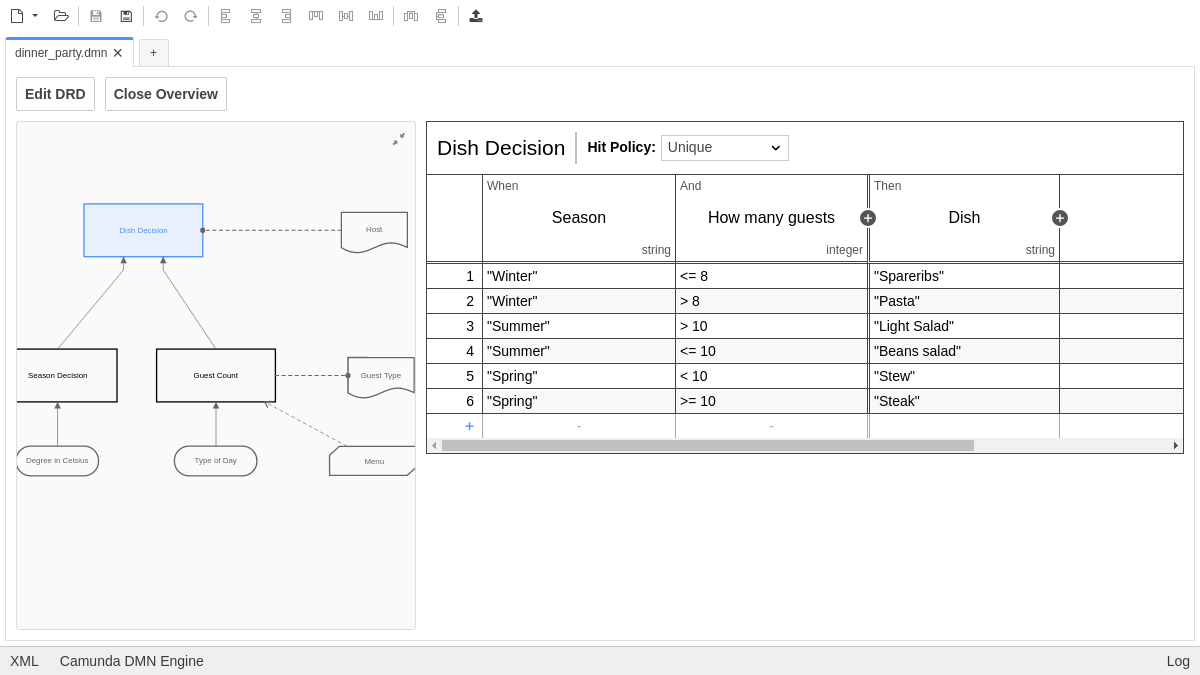 dinner_party.dmn
+
Edit DRD
Close Overview
Dish Decision
Host
Season Decision
Guest Count
Guest Type
Degree in Celsius
Type of Day
Menu
Dish Decision
Hit Policy: Unique
When
And
Then
Season
How many guests
Dish
string
integer
string
1 "Winter" <= 8 "Spareribs"
2 "Winter" > 8 "Pasta"
3 "Summer" > 10 "Light Salad"
4 "Summer" <= 10 "Beans salad"
5 "Spring" < 10 "Stew"
6 "Spring" >= 10 "Steak"
+ - -
XML
Camunda DMN Engine
Log